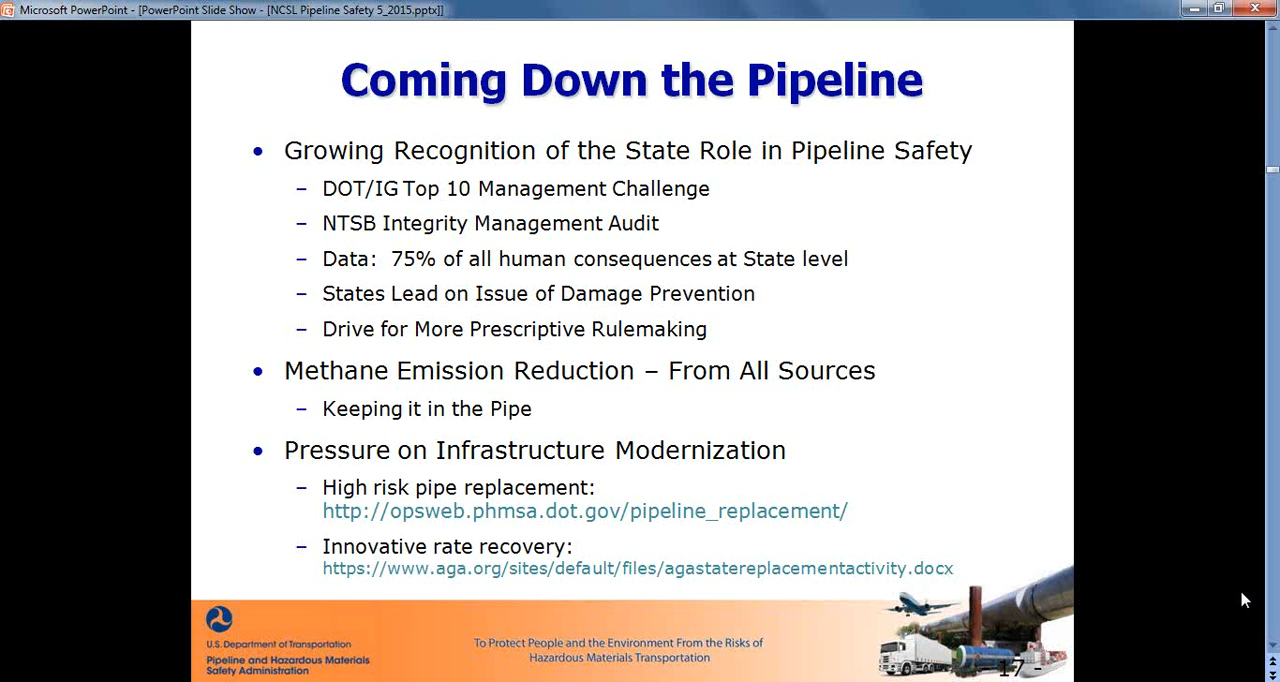 Microsoft PowerPoint - [PowerPoint Slide Show - [NCSL Pipeline Safety 5_2015.pptx]]
Coming Down the Pipeline
• Growing Recognition of the State Role in Pipeline Safety
– DOT/IG Top 10 Management Challenge
– NTSB Integrity Management Audit
– Data: 75% of all human consequences at State level
– States Lead on Issue of Damage Prevention
– Drive for More Prescriptive Rulemaking
• Methane Emission Reduction – From All Sources
– Keeping it in the Pipe
• Pressure on Infrastructure Modernization
– High risk pipe replacement:
http://opsweb.phmsa.dot.gov/pipeline_replacement/
– Innovative rate recovery:
https://www.aga.org/sites/default/files/agastatereplacementactivity.docx
U.S. Department of Transportation
Pipeline and Hazardous Materials
Safety Administration
To Protect People and the Environment From the Risks of
Hazardous Materials Transportation
17 -